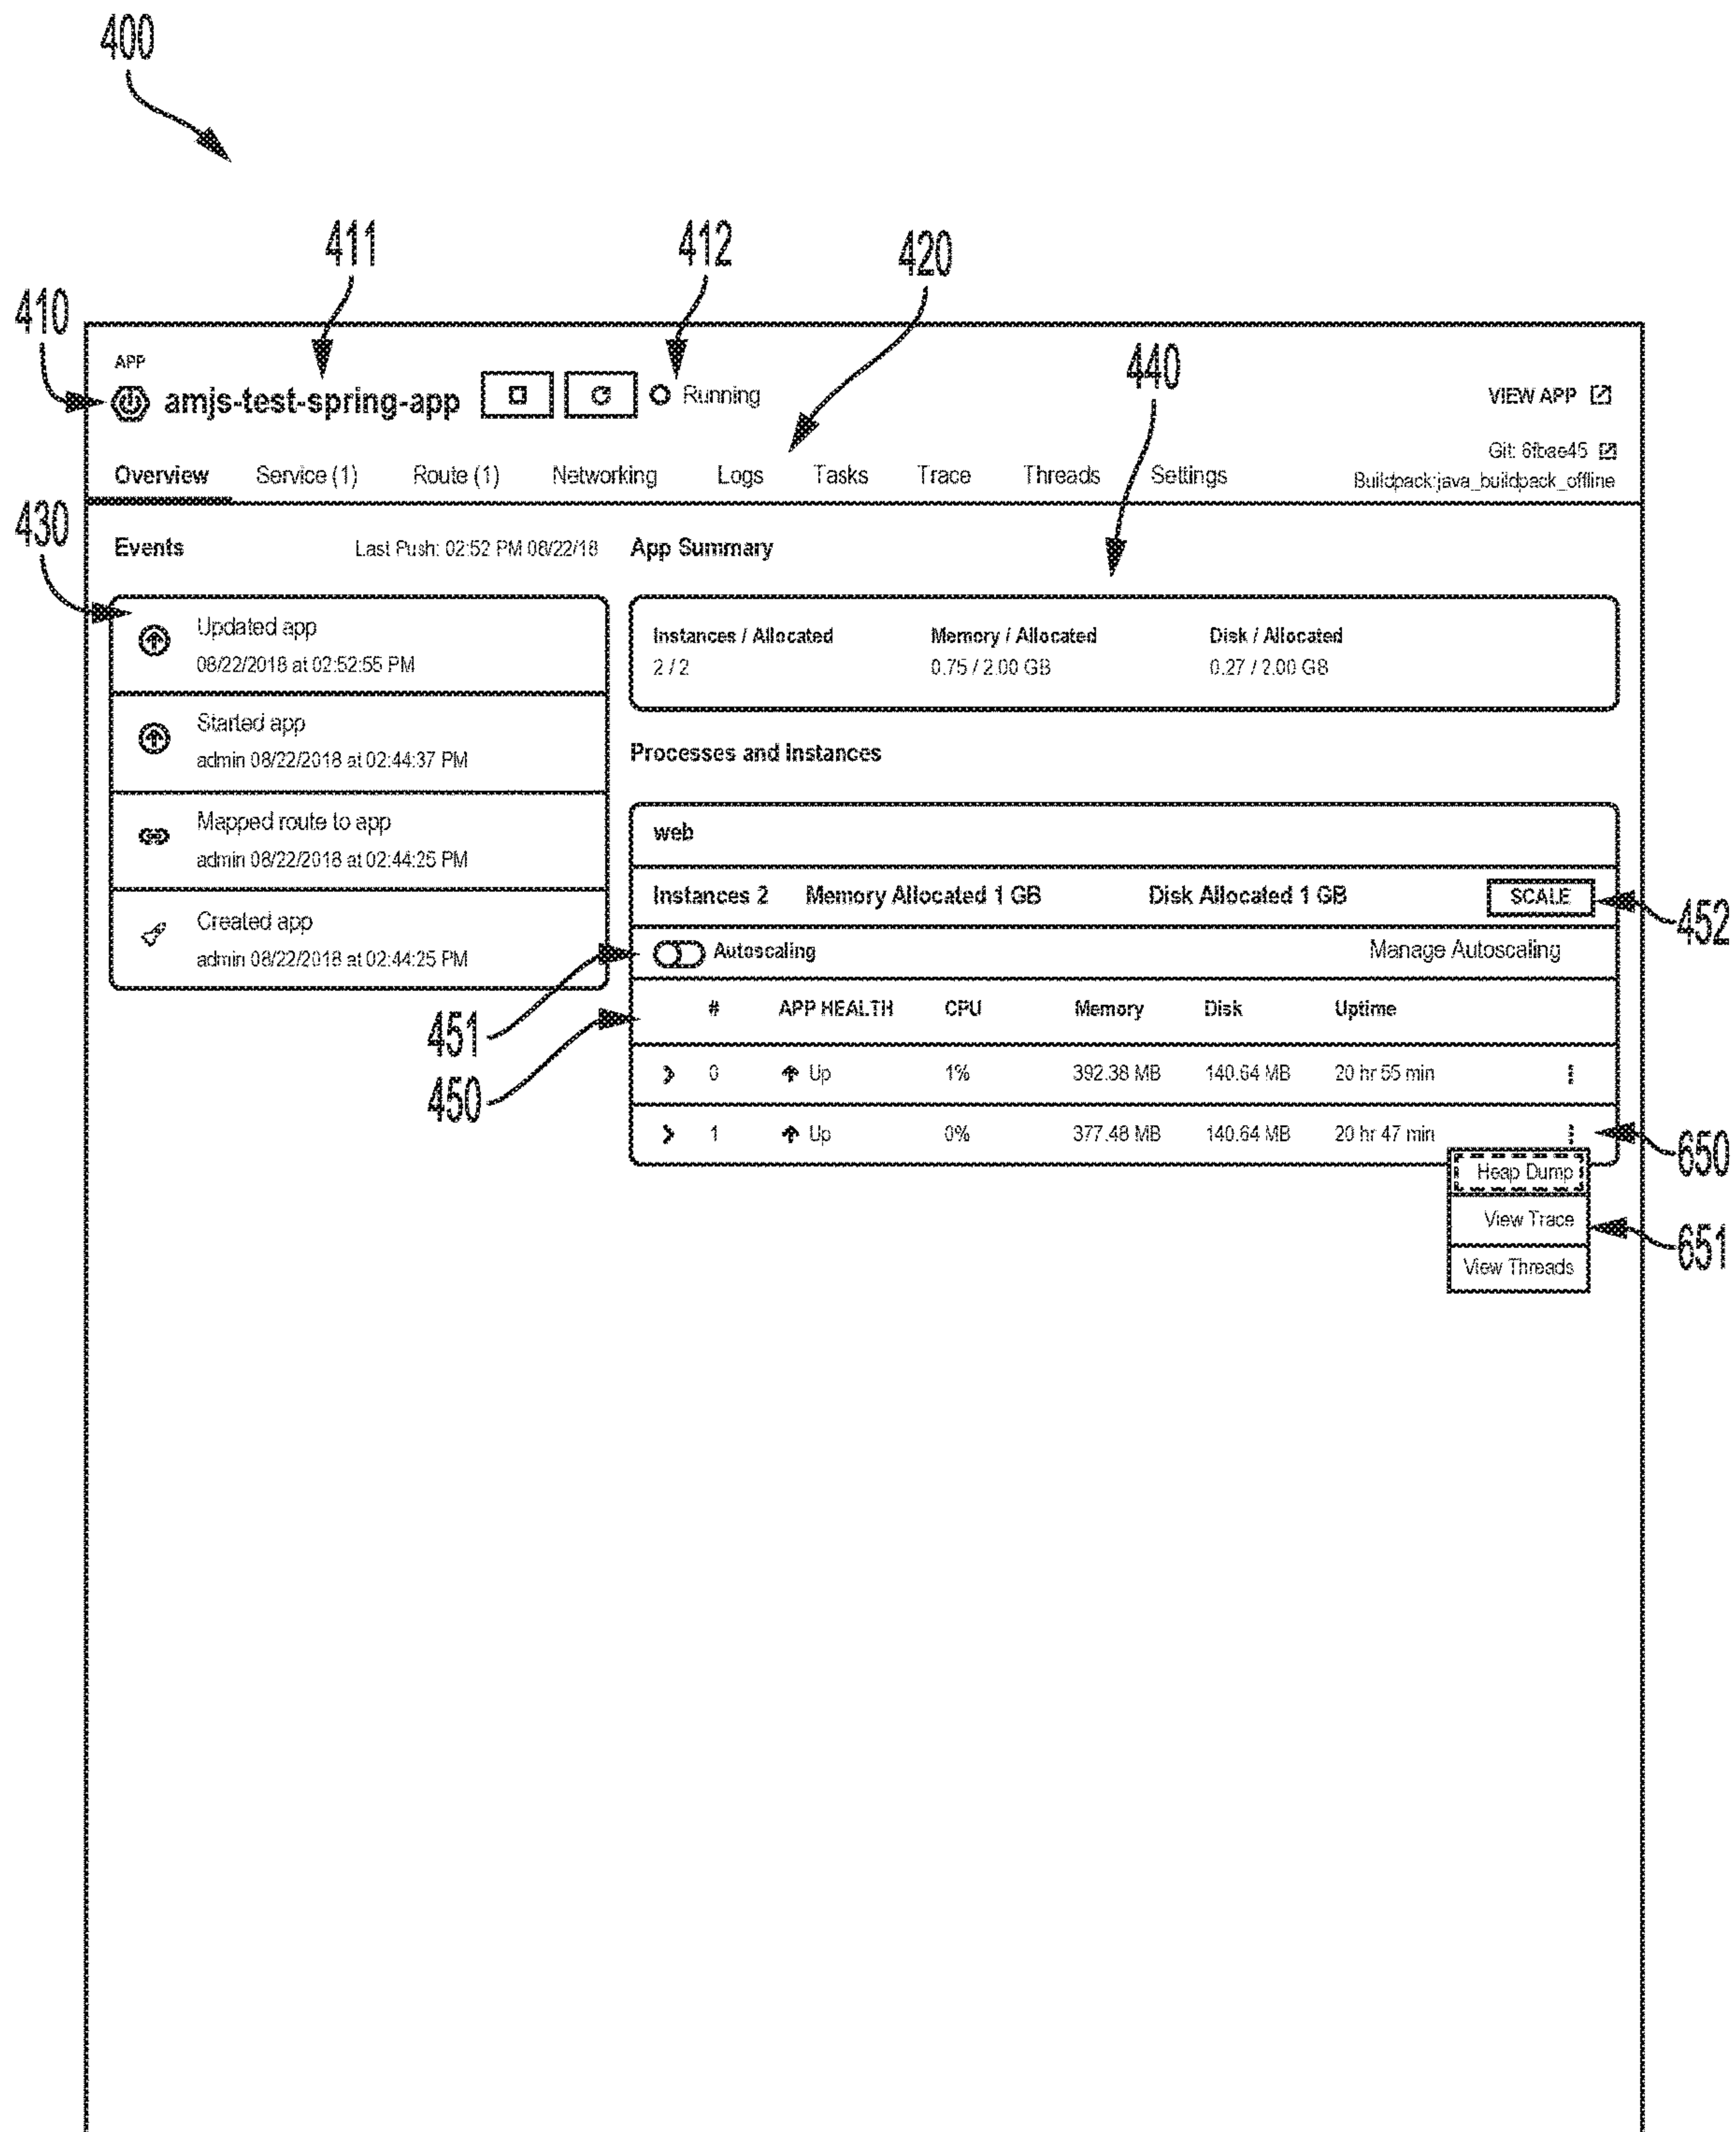 400
411
412
420
410
440
APP
amjs-test-spring-app
Running
VIEW APP
Git: 6fbae45
Overview Service (1) Route (1) Networking Logs Tasks Trace Threads Settings
Buildpack:java_buildpack_offline
430
Events Last Push: 02:52 PM 08/22/18 App Summary
Updated app
08/22/2018 at 02:52:55 PM
Started app
admin 08/22/2018 at 02:44:37 PM
Mapped route to app
admin 08/22/2018 at 02:44:25 PM
Created app
admin 08/22/2018 at 02:44:25 PM
Instances / Allocated Memory / Allocated Disk / Allocated
2 / 2 0.75 / 2.00 GB 0.27 / 2.00 GB
Processes and Instances
web
Instances 2 Memory Allocated 1 GB Disk Allocated 1 GB SCALE
452
Autoscaling Manage Autoscaling
451
# APP HEALTH CPU Memory Disk Uptime
450
0 Up 1% 392.38 MB 140.64 MB 20 hr 55 min
1 Up 0% 377.48 MB 140.64 MB 20 hr 47 min
650
Heap Dump
View Trace
651
View Threads